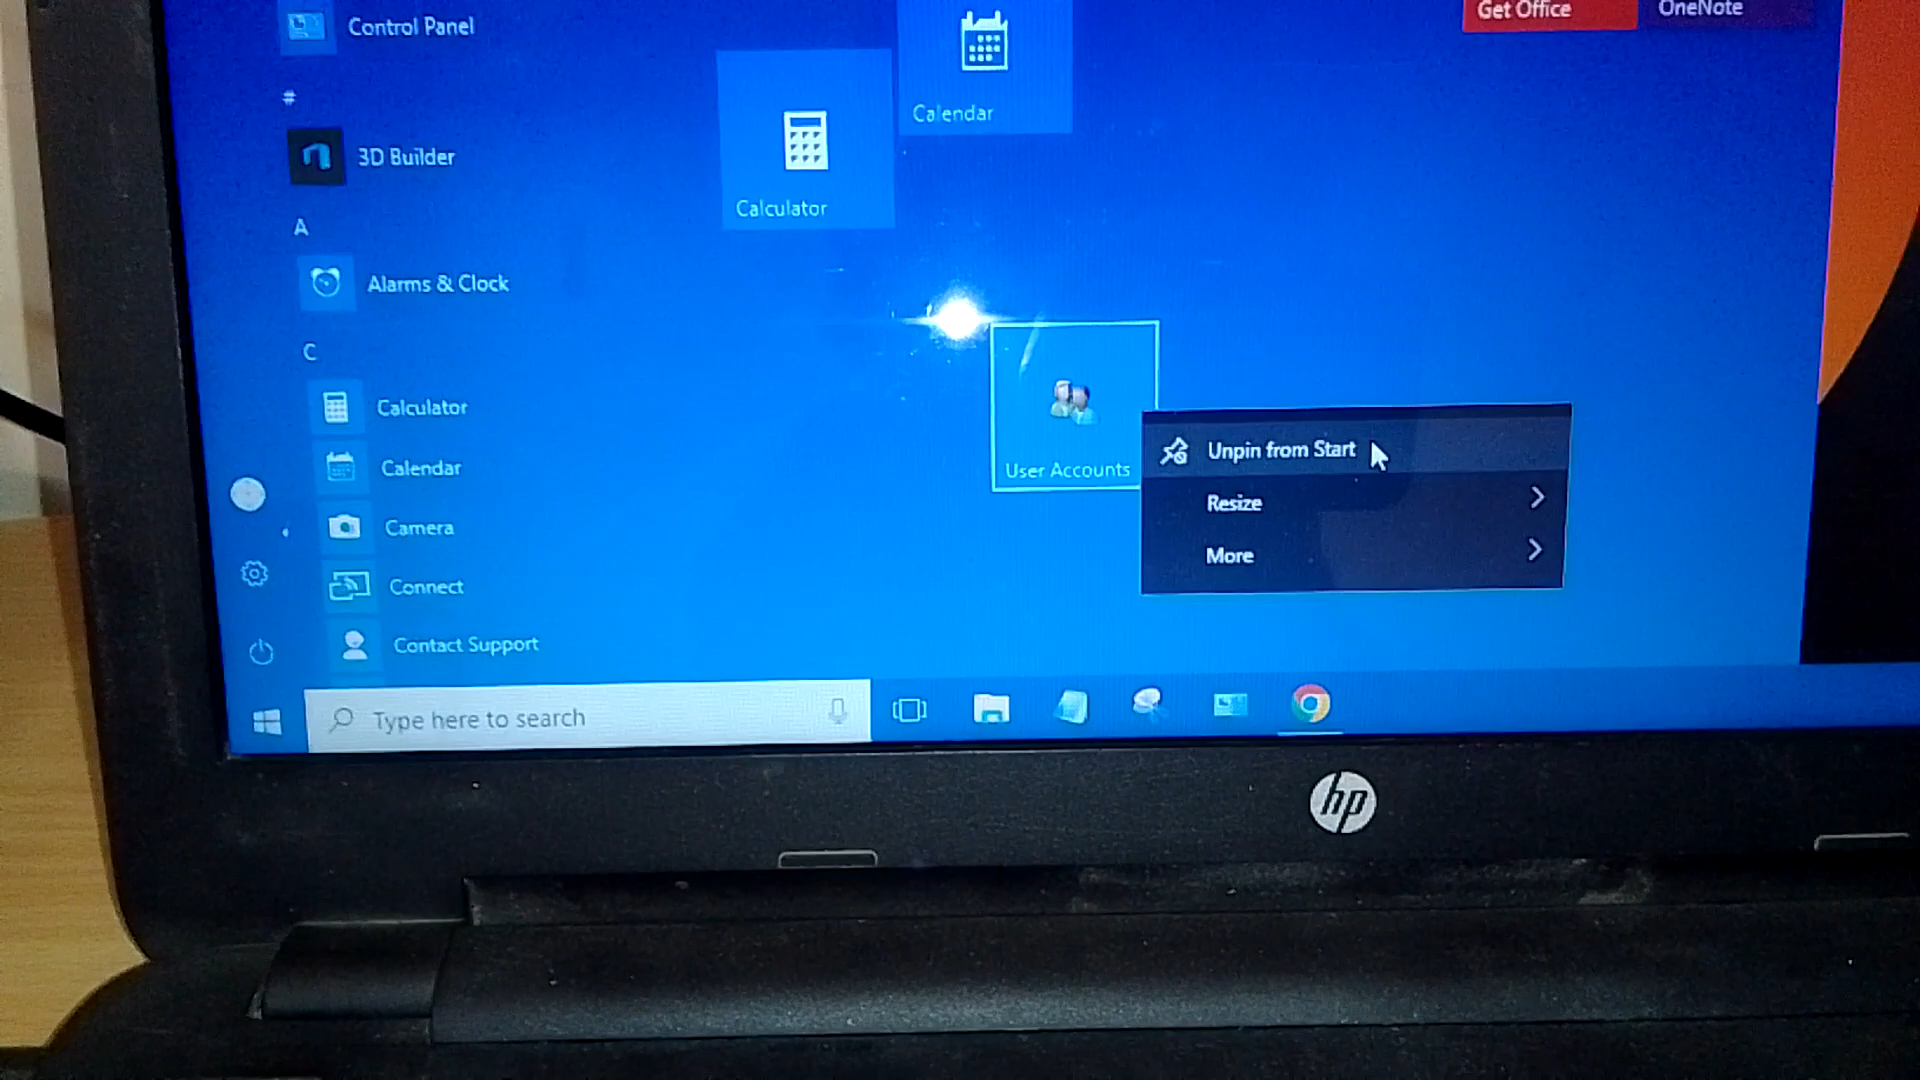 Control Panel
#
3D Builder
A
Alarms & Clock
C
Calculator
Calendar
Camera
Connect
Contact Support
Calculator
Calendar
Get Office
OneNote
User Accounts
Unpin from Start
Resize
More
Type here to search
hp